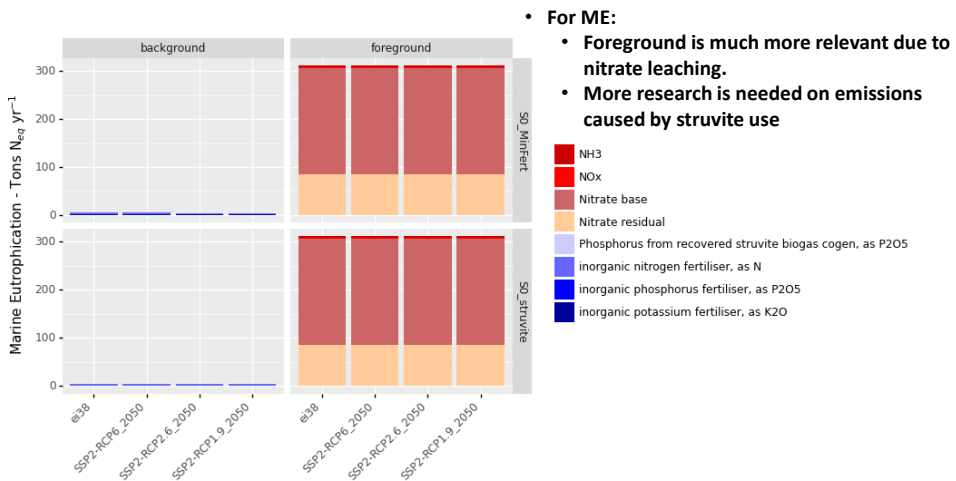 • For ME:
• Foreground is much more relevant due to
nitrate leaching.
• More research is needed on emissions
caused by struvite use
background
foreground
Marine Eutrophication - Tons Neq yr−1
300
200
100
0
S0_MinFert
300
200
100
0
S0_struvite
ei38
SSP2-RCP6_2050
SSP2-RCP2.6_2050
SSP2-RCP1.9_2050
ei38
SSP2-RCP6_2050
SSP2-RCP2.6_2050
SSP2-RCP1.9_2050
NH3
NOx
Nitrate base
Nitrate residual
Phosphorus from recovered struvite biogas cogen, as P2O5
inorganic nitrogen fertiliser, as N
inorganic phosphorus fertiliser, as P2O5
inorganic potassium fertiliser, as K2O